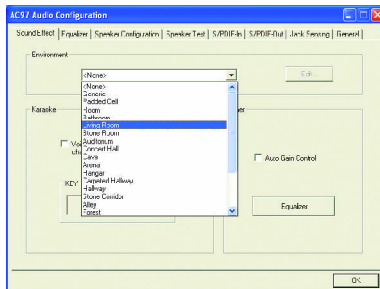 AC97 Audio Configuration
Sound Effect | Equalizer | Speaker Configuration | Speaker Test | S/PDIF-In | S/PDIF-Out | Jack Sensing | General
Environment
<None>
Edit
<None>
Generic
Padded Cell
Room
Bathroom
Living Room
Stone Room
Auditorium
Concert Hall
Cave
Arena
Hangar
Carpeted Hallway
Hallway
Stone Corridor
Alley
Forest
Karaoke
KEY
Auto Gain Control
Equalizer
OK